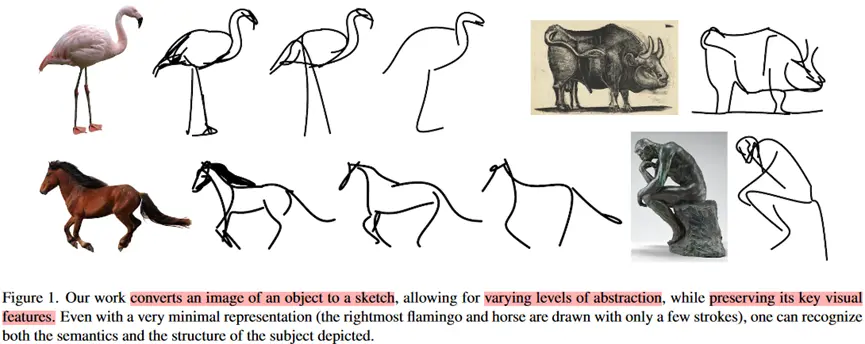 Figure 1. Our work converts an image of an object to a sketch, allowing for varying levels of abstraction, while preserving its key visual
features. Even with a very minimal representation (the rightmost flamingo and horse are drawn with only a few strokes), one can recognize
both the semantics and the structure of the subject depicted.